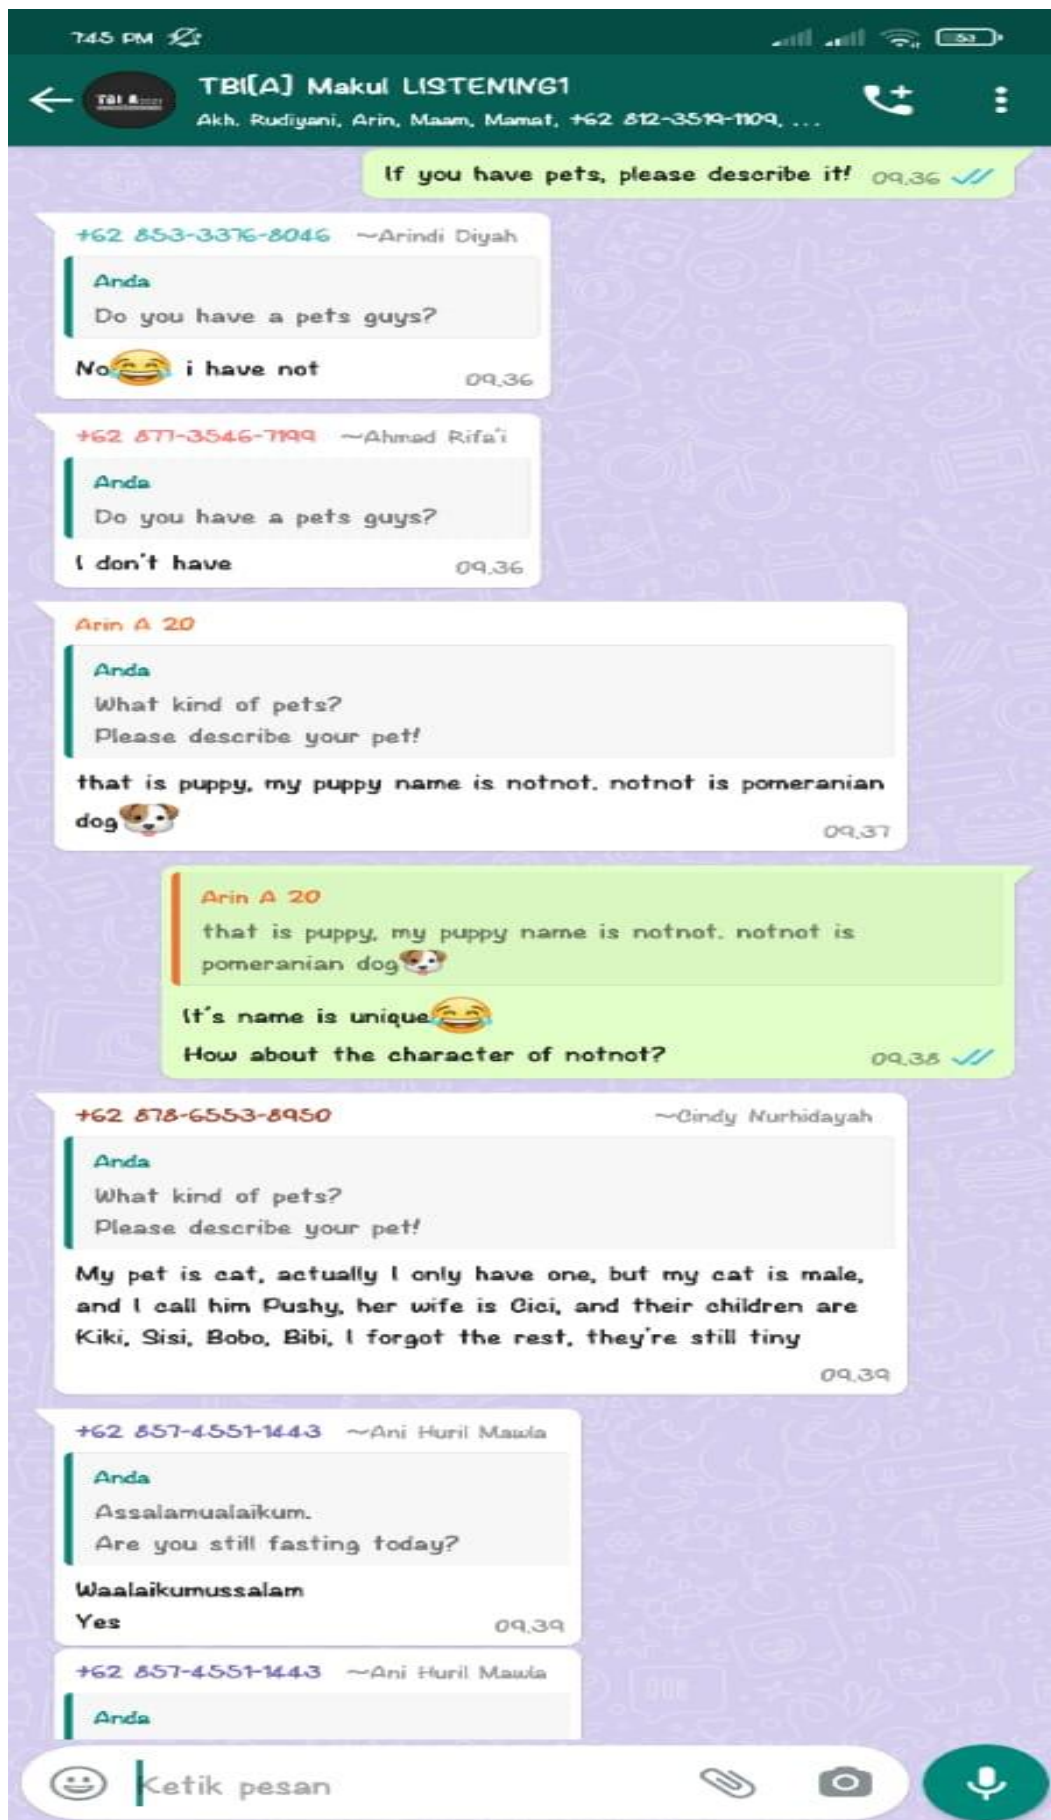 7:45 PM
53
TBI[A] Makul LISTENING1
Akh. Rudiyani, Arin, Maam, Mamat, +62 812-3519-1109, ...
If you have pets, please describe it! 09.36
+62 853-3376-8046 ~Arindi Diyah
Anda
Do you have a pets guys?
No😂 i have not
09.36
+62 877-3546-7199 ~Ahmad Rifa'i
Anda
Do you have a pets guys?
I don't have
09.36
Arin A 20
Anda
What kind of pets?
Please describe your pet!
that is puppy, my puppy name is notnot. notnot is pomeranian
dog🐶
09.37
Arin A 20
that is puppy, my puppy name is notnot. notnot is
pomeranian dog🐶
It's name is unique😂
How about the character of notnot? 09.38
+62 878-6553-8950 ~Cindy Nurhidayah
Anda
What kind of pets?
Please describe your pet!
My pet is cat, actually I only have one, but my cat is male,
and I call him Pushy, her wife is Cici, and their children are
Kiki, Sisi, Bobo, Bibi, I forgot the rest, they're still tiny
09.39
+62 857-4551-1443 ~Ani Huril Mawla
Anda
Assalamualaikum.
Are you still fasting today?
Waalaikumussalam
Yes 09.39
+62 857-4551-1443 ~Ani Huril Mawla
Anda
Ketik pesan